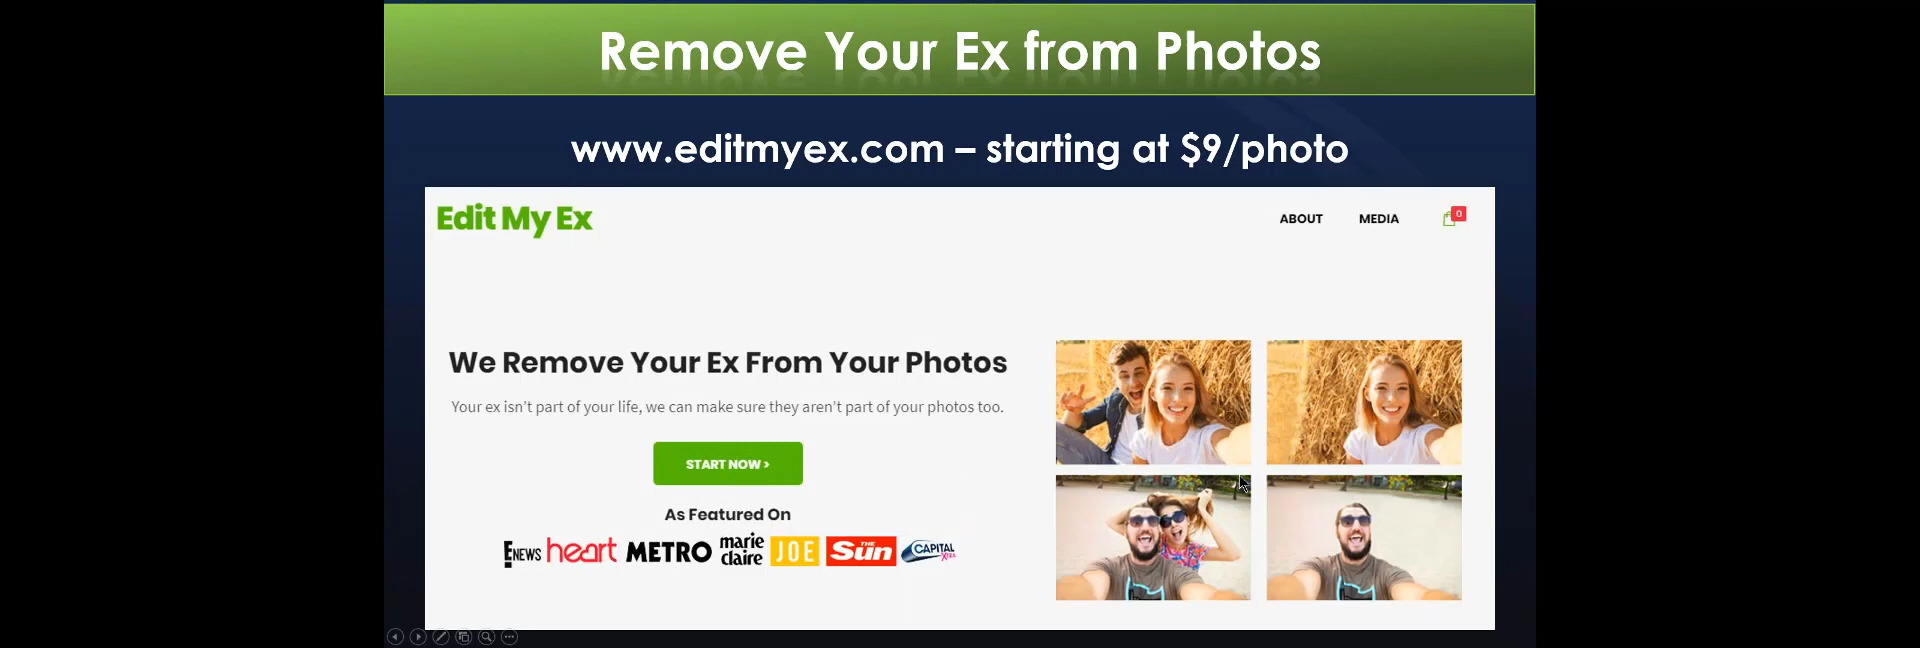 Remove Your Ex from Photos
www.editmyex.com – starting at $9/photo
Edit My Ex
ABOUT MEDIA 0
We Remove Your Ex From Your Photos
Your ex isn't part of your life, we can make sure they aren't part of your photos too.
START NOW >
As Featured On
ENEWS heart METRO marie claire JOE THE Sun CAPITAL XTRA